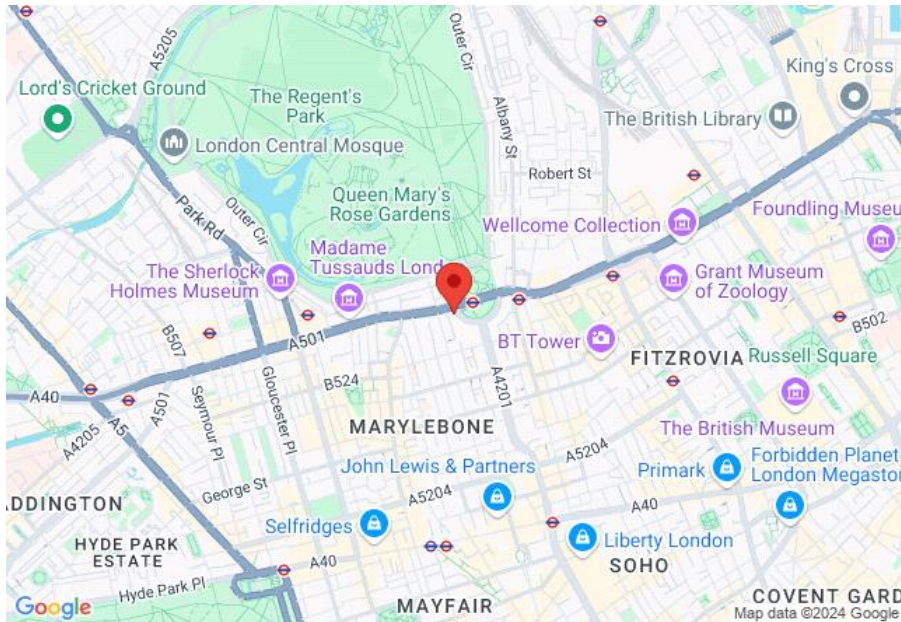 A5205
Outer Cir
King's Cross
Lord's Cricket Ground
The Regent's
Park
Albany St
The British Library
London Central Mosque
Robert St
Park Rd
Outer Cir
Queen Mary's
Rose Gardens
Wellcome Collection
Foundling Museu
Madame
Tussauds Lond
The Sherlock
Holmes Museum
Grant Museum
of Zoology
B507
A501
BT Tower
B502
FITZROVIA
Russell Square
A40
A501
B524
A4201
Gloucester Pl
Seymour Pl
A5
A4205
MARYLEBONE
The British Museum
John Lewis & Partners
A5204
Primark
Forbidden Planet
London Megastor
George St
A5204
ADDINGTON
A40
Selfridges
Liberty London
HYDE PARK
ESTATE
A40
SOHO
Hyde Park Pl
MAYFAIR
COVENT GARD
Google
Map data ©2024 Google